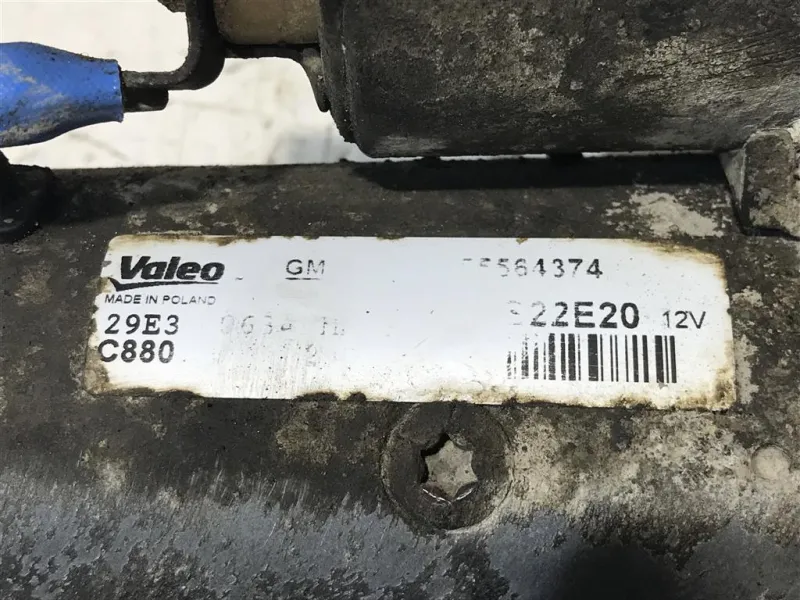 Valeo GM 55564374
MADE IN POLAND
29E3 S22E20 12V
C880